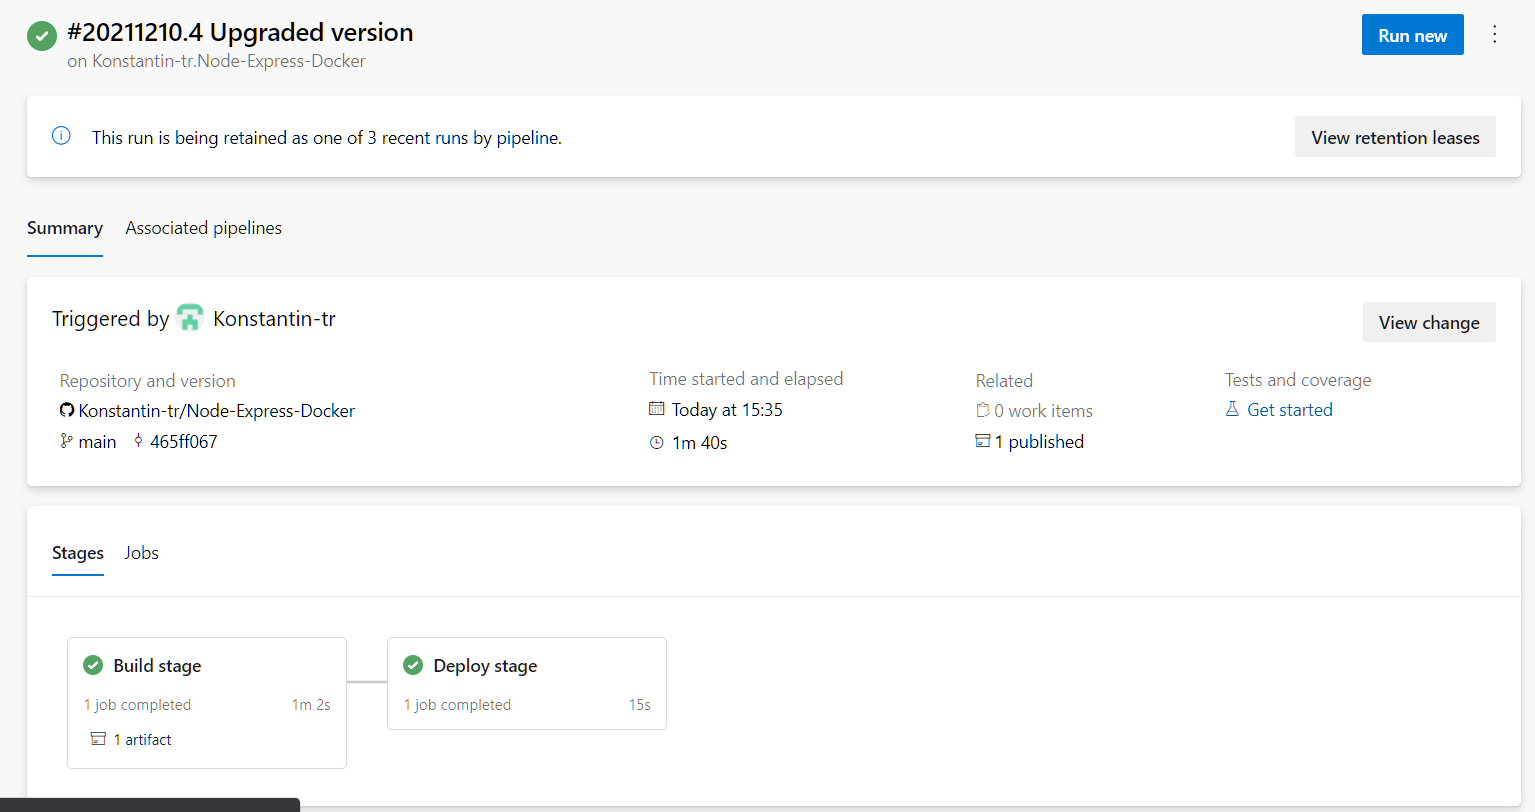 #20211210.4 Upgraded version
on Konstantin-tr.Node-Express-Docker
Run new
This run is being retained as one of 3 recent runs by pipeline.
View retention leases
Summary
Associated pipelines
Triggered by Konstantin-tr
View change
Repository and version
Konstantin-tr/Node-Express-Docker
main 465ff067
Time started and elapsed
Today at 15:35
1m 40s
Related
0 work items
1 published
Tests and coverage
Get started
Stages
Jobs
Build stage
1 job completed 1m 2s
1 artifact
Deploy stage
1 job completed 15s